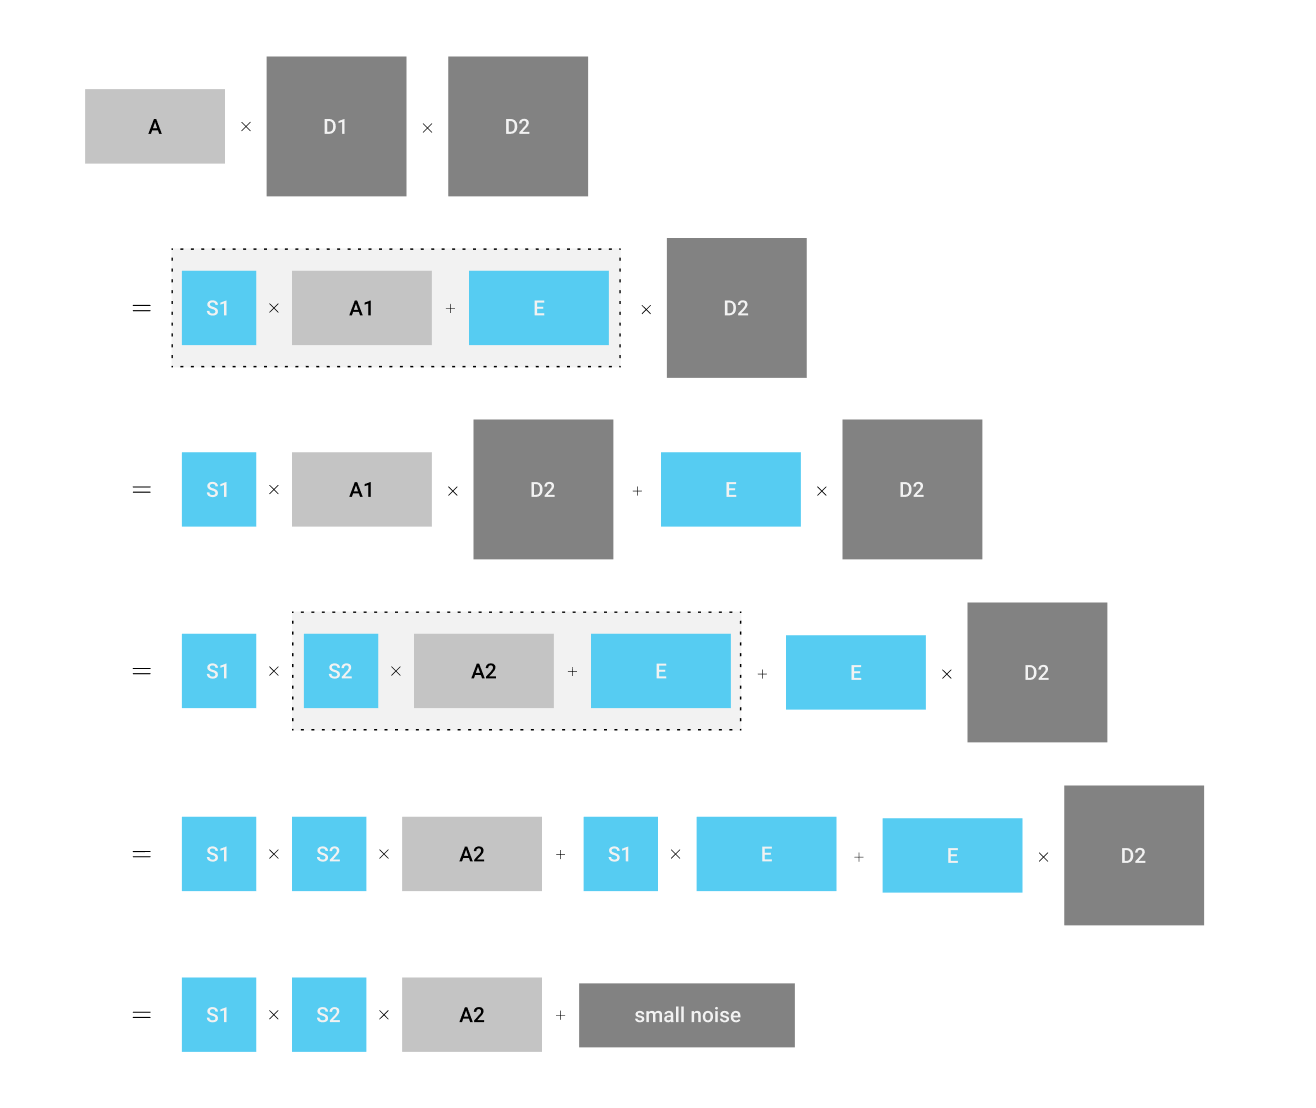 A × D1 × D2
= S1 × A1 + E × D2
= S1 × A1 × D2 + E × D2
= S1 × S2 × A2 + E + E × D2
= S1 × S2 × A2 + S1 × E + E × D2
= S1 × S2 × A2 + small noise